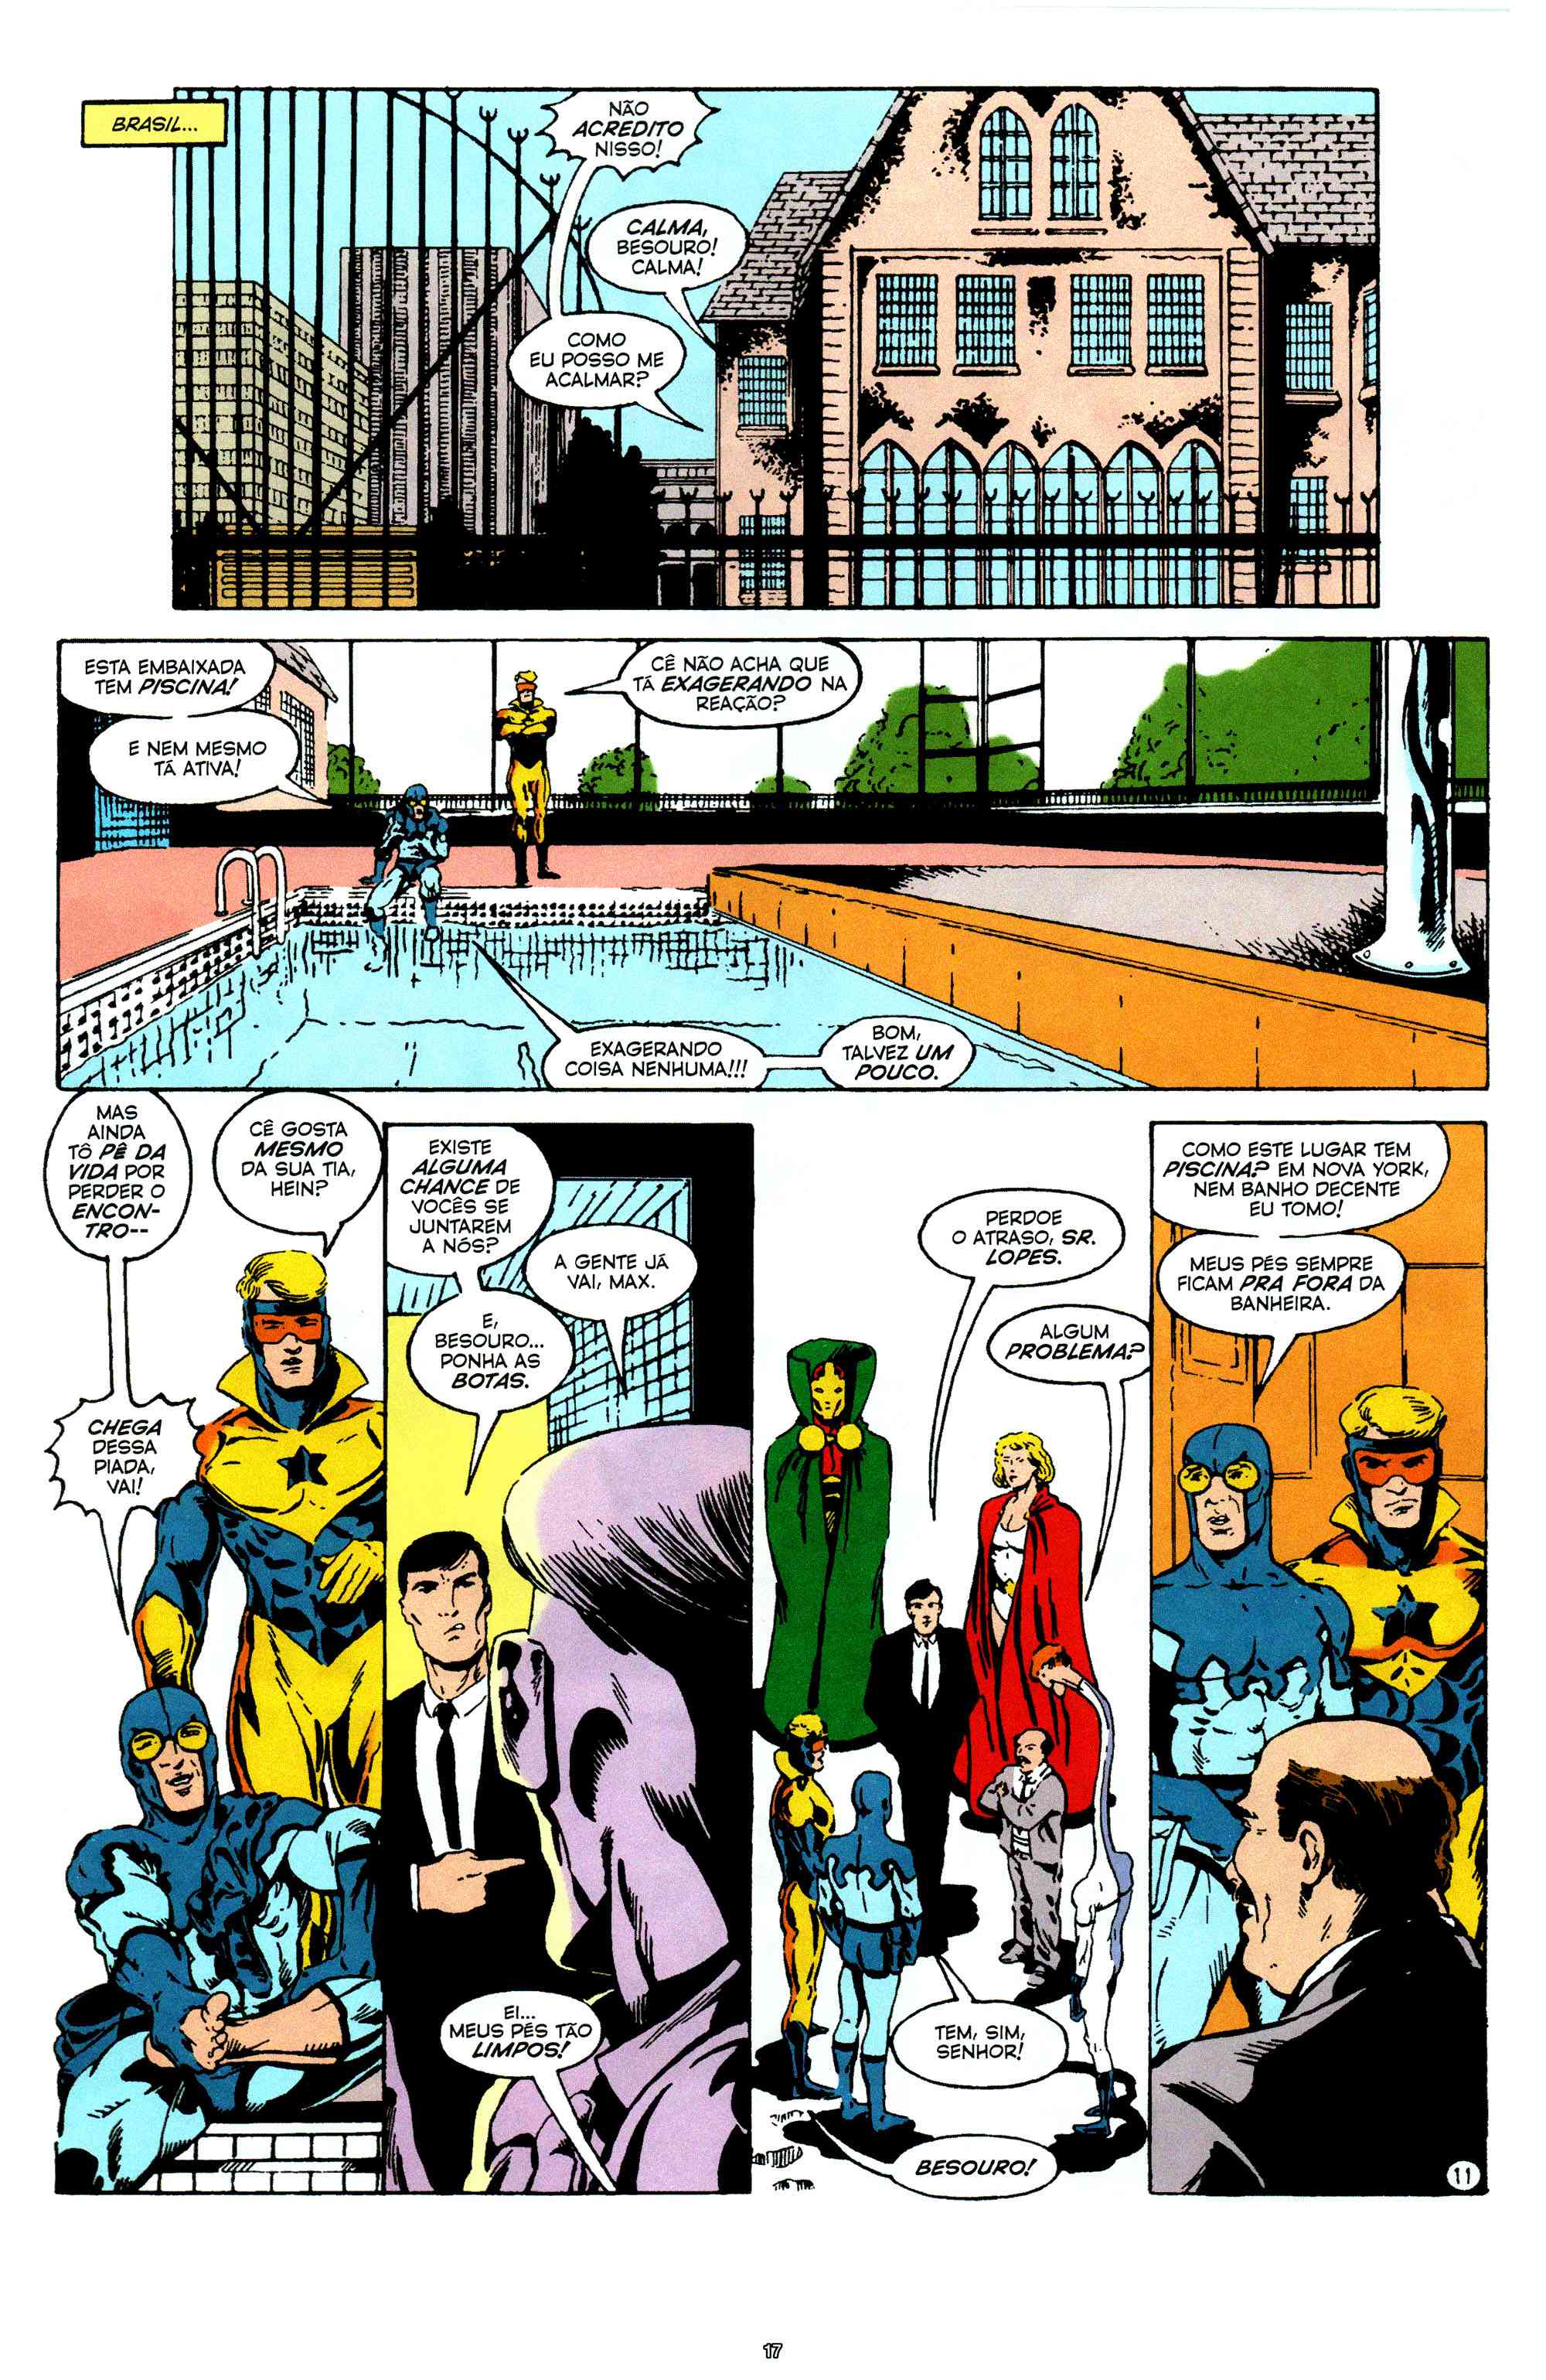 BRASIL...
NÃO
ACREDITO
NISSO!
CALMA,
BESOURO!
CALMA!
COMO
EU POSSO ME
ACALMAR?
ESTA EMBAIXADA
TEM PISCINA!
E NEM MESMO
TÁ ATIVA!
CÊ NÃO ACHA QUE
TÁ EXAGERANDO NA
REAÇÃO?
EXAGERANDO
COISA NENHUMA!!!
BOM,
TALVEZ UM
POUCO.
MAS
AINDA
TÔ PÊ DA
VIDA POR
PERDER O
ENCON-
TRO--
CÊ GOSTA
MESMO
DA SUA TIA,
HEIN?
CHEGA
DESSA
PIADA,
VAI!
EXISTE
ALGUMA
CHANCE DE
VOCÊS SE
JUNTAREM
A NÓS?
A GENTE JÁ
VAI, MAX.
E,
BESOURO...
PONHA AS
BOTAS.
EI...
MEUS PÉS TÃO
LIMPOS!
PERDOE
O ATRASO, SR.
LOPES.
ALGUM
PROBLEMA?
TEM, SIM,
SENHOR!
BESOURO!
COMO ESTE LUGAR TEM
PISCINA? EM NOVA YORK,
NEM BANHO DECENTE
EU TOMO!
MEUS PÉS SEMPRE
FICAM PRA FORA DA
BANHEIRA.
11
17